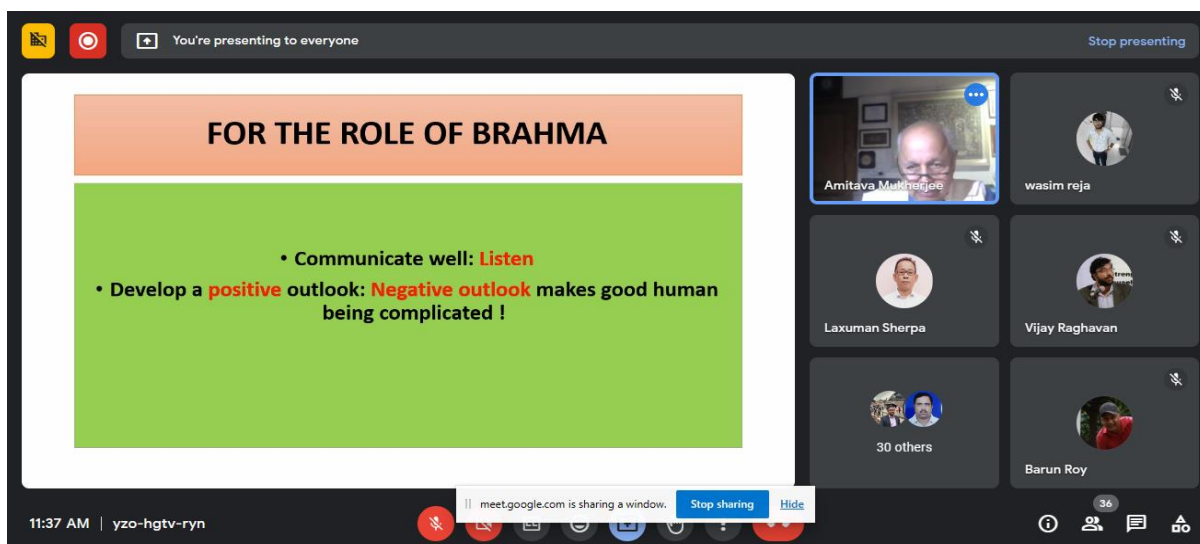 You're presenting to everyone
Stop presenting
FOR THE ROLE OF BRAHMA
• Communicate well: Listen
• Develop a positive outlook: Negative outlook makes good human
being complicated !
Amitava Mukherjee
wasim reja
Laxuman Sherpa
Vijay Raghavan
30 others
Barun Roy
meet.google.com is sharing a window.
Stop sharing
Hide
11:37 AM | yzo-hgtv-ryn
36